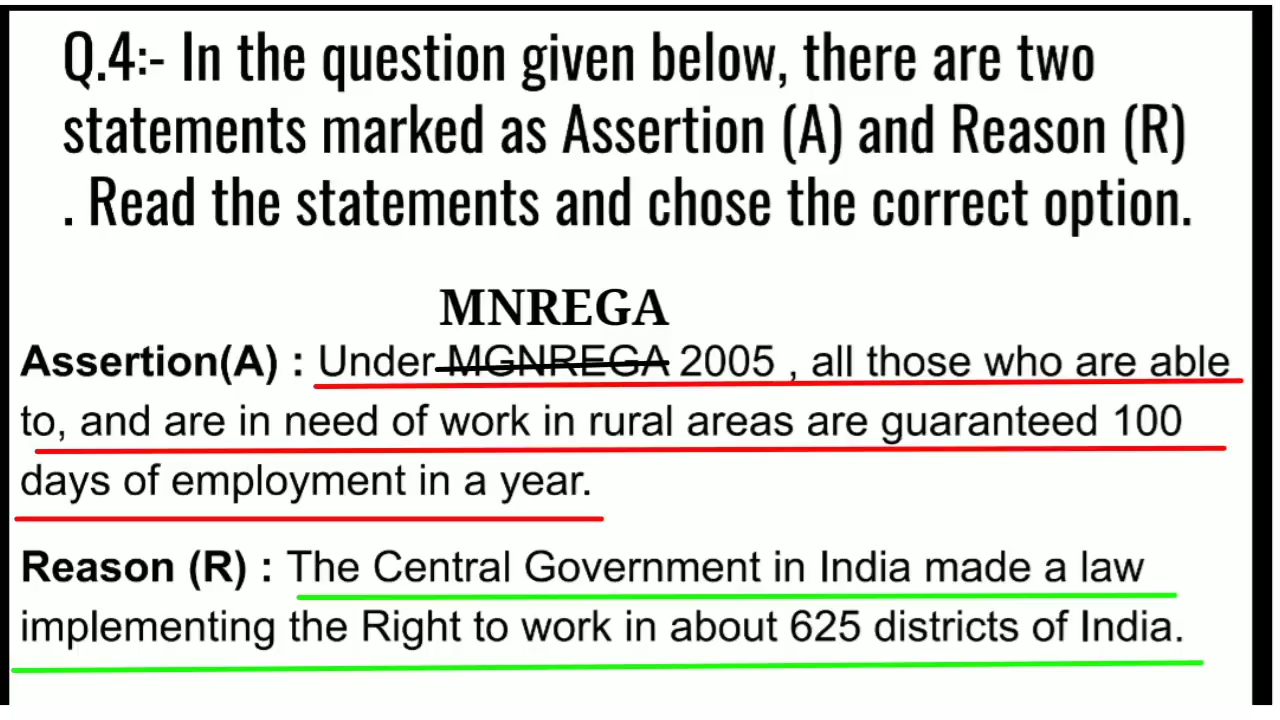 Q.4:- In the question given below, there are two
statements marked as Assertion (A) and Reason (R)
. Read the statements and chose the correct option.
MNREGA
Assertion(A) : Under MGNREGA 2005 , all those who are able
to, and are in need of work in rural areas are guaranteed 100
days of employment in a year.
Reason (R) : The Central Government in India made a law
implementing the Right to work in about 625 districts of India.